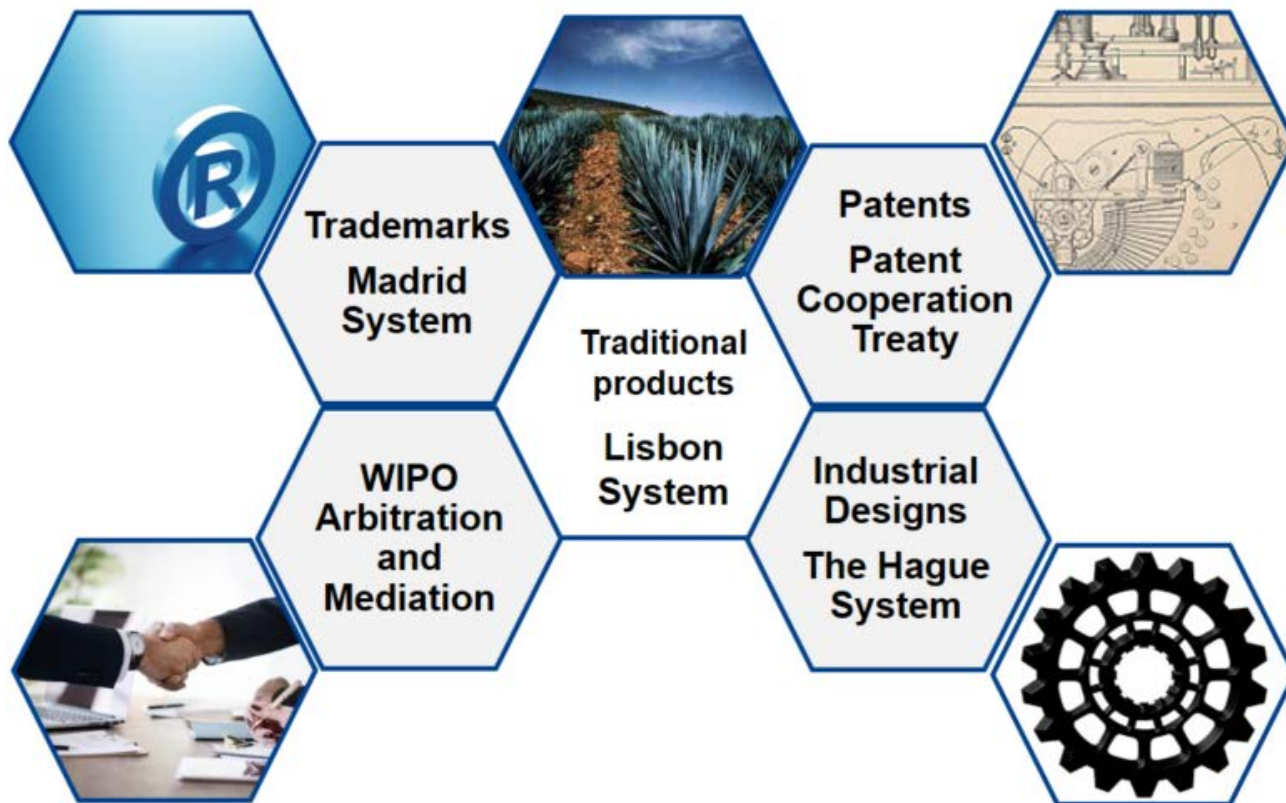 R
Trademarks
Madrid
System
Traditional
products
Lisbon
System
Patents
Patent
Cooperation
Treaty
WIPO
Arbitration
and
Mediation
Industrial
Designs
The Hague
System